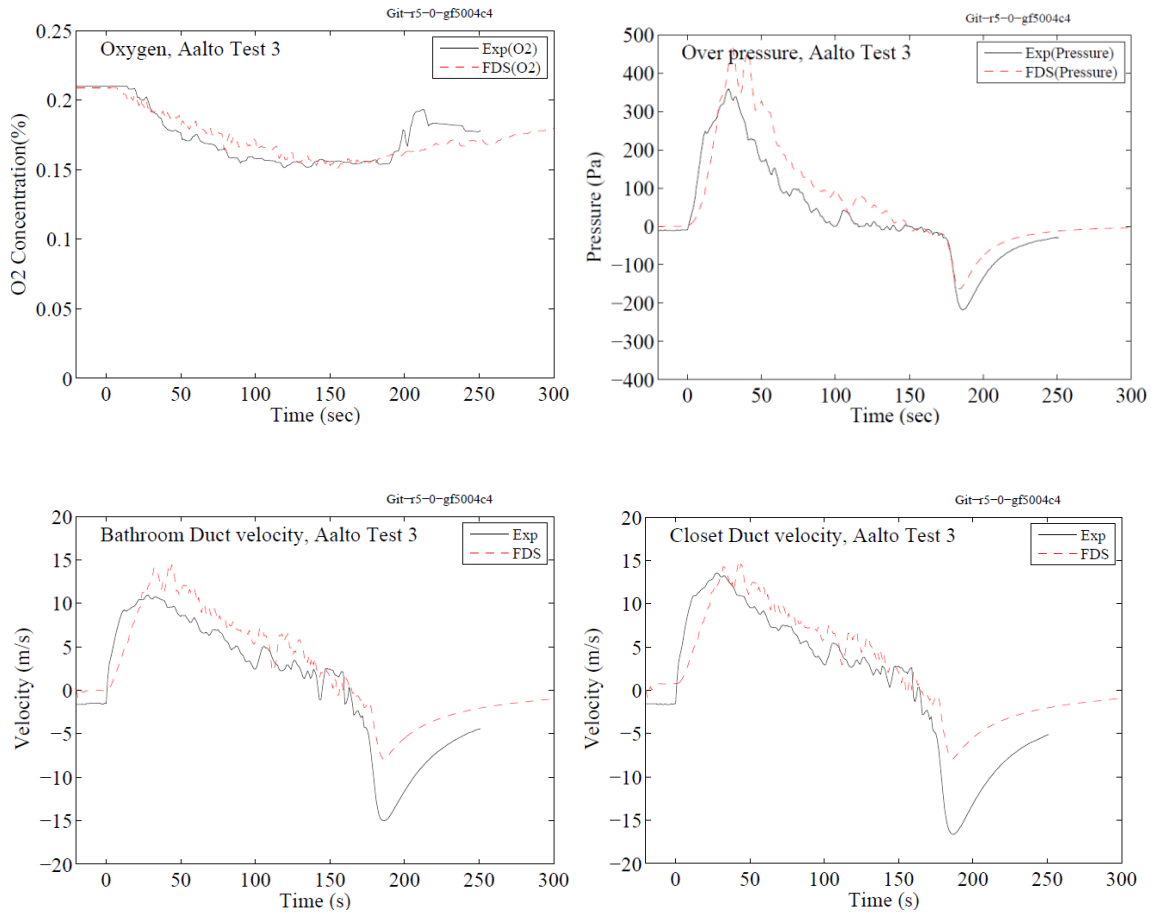 Git−r5−0−gf5004c4
Oxygen, Aalto Test 3
Exp(O2)
FDS(O2)
0.25
0.2
0.15
0.1
0.05
0
O2 Concentration(%)
0 50 100 150 200 250 300
Time (sec)
Git−r5−0−gf5004c4
Over pressure, Aalto Test 3
Exp(Pressure)
FDS(Pressure)
500
400
300
200
100
0
−100
−200
−300
−400
Pressure (Pa)
0 50 100 150 200 250 300
Time (sec)
Git−r5−0−gf5004c4
Bathroom Duct velocity, Aalto Test 3
Exp
FDS
20
15
10
5
0
−5
−10
−15
−20
Velocity (m/s)
0 50 100 150 200 250 300
Time (s)
Git−r5−0−gf5004c4
Closet Duct velocity, Aalto Test 3
Exp
FDS
20
15
10
5
0
−5
−10
−15
−20
Velocity (m/s)
0 50 100 150 200 250 300
Time (s)